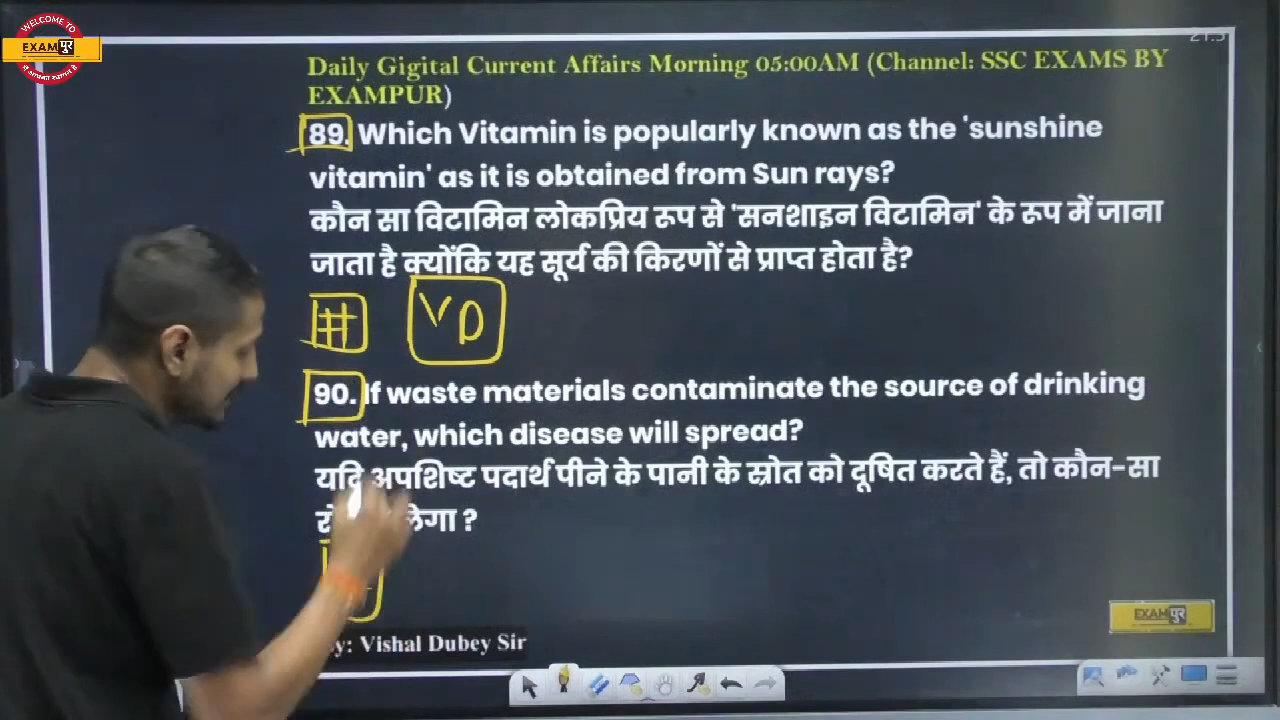 WELCOME TO
EXAMपुर
Daily Gigital Current Affairs Morning 05:00AM (Channel: SSC EXAMS BY
EXAMPUR)
89. Which Vitamin is popularly known as the 'sunshine
vitamin' as it is obtained from Sun rays?
कौन सा विटामिन लोकप्रिय रूप से 'सनशाइन विटामिन' के रूप में जाना
जाता है क्योंकि यह सूर्य की किरणों से प्राप्त होता है?
# VD
90. If waste materials contaminate the source of drinking
water, which disease will spread?
यदि अपशिष्ट पदार्थ पीने के पानी के स्रोत को दूषित करते हैं, तो कौन-सा
?
EXAMपुर
Vishal Dubey Sir